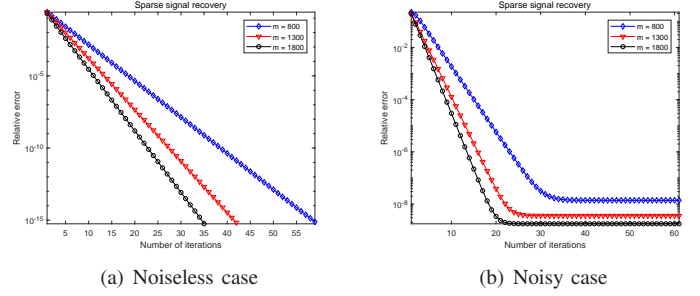 Sparse signal recovery
m = 800
m = 1300
m = 1800
Relative error
10^-5
10^-10
10^-15
5 10 15 20 25 30 35 40 45 50 55
Number of iterations
(a) Noiseless case
Sparse signal recovery
m = 800
m = 1300
m = 1800
Relative error
10^-2
10^-4
10^-6
10^-8
10 20 30 40 50 60
Number of iterations
(b) Noisy case